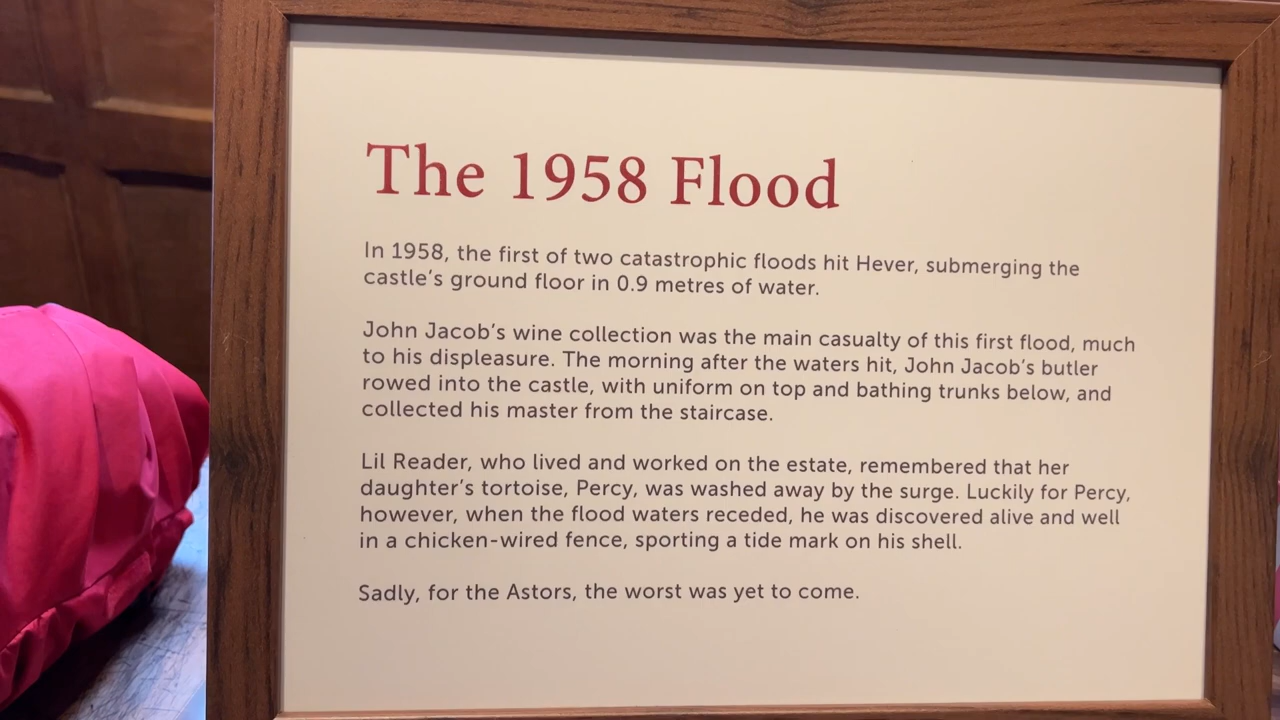 The 1958 Flood
In 1958, the first of two catastrophic floods hit Hever, submerging the
castle's ground floor in 0.9 metres of water.
John Jacob's wine collection was the main casualty of this first flood, much
to his displeasure. The morning after the waters hit, John Jacob's butler
rowed into the castle, with uniform on top and bathing trunks below, and
collected his master from the staircase.
Lil Reader, who lived and worked on the estate, remembered that her
daughter's tortoise, Percy, was washed away by the surge. Luckily for Percy,
however, when the flood waters receded, he was discovered alive and well
in a chicken-wired fence, sporting a tide mark on his shell.
Sadly, for the Astors, the worst was yet to come.